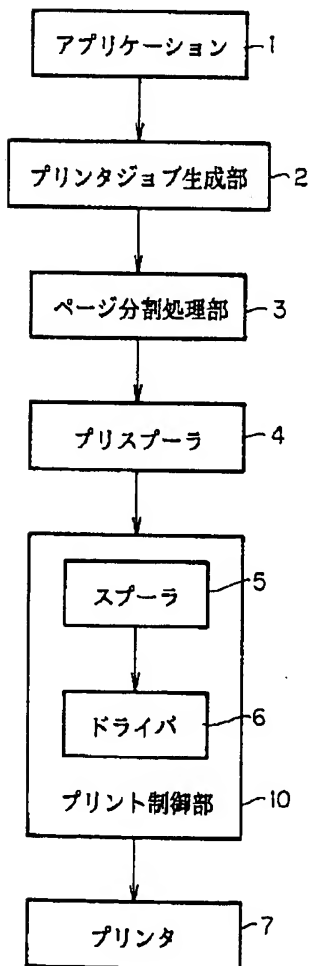 アプリケーション 1
プリンタジョブ生成部 2
ページ分割処理部 3
プリスプーラ 4
スプーラ 5
ドライバ 6
プリント制御部 10
プリンタ 7